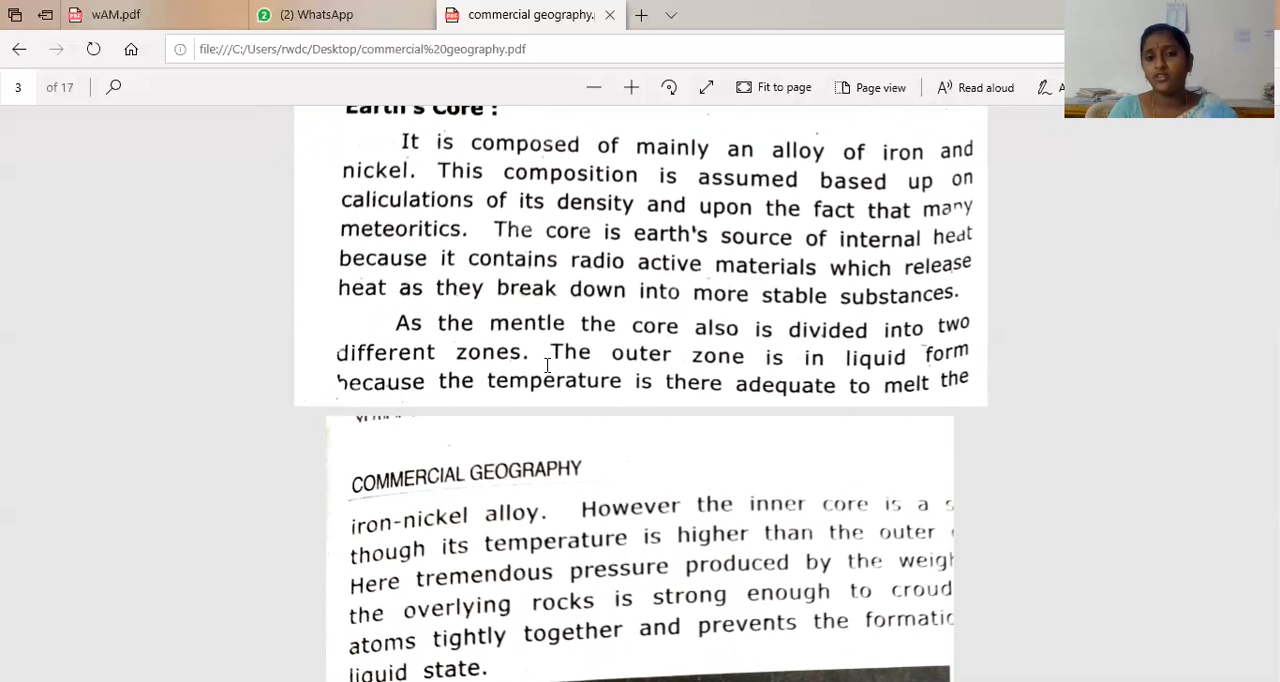 wAM.pdf
(2) WhatsApp
commercial geography.
file:///C:/Users/rwdc/Desktop/commercial%20geography.pdf
3 of 17
Fit to page
Page view
Read aloud
Earth's Core :
It is composed of mainly an alloy of iron and
nickel. This composition is assumed based up on
caliculations of its density and upon the fact that many
meteoritics. The core is earth's source of internal heat
because it contains radio active materials which release
heat as they break down into more stable substances.
As the mentle the core also is divided into two
different zones. The outer zone is in liquid form
because the temperature is there adequate to melt the
COMMERCIAL GEOGRAPHY
iron-nickel alloy. However the inner core is a s
though its temperature is higher than the outer
Here tremendous pressure produced by the weigh
the overlying rocks is strong enough to croud
atoms tightly together and prevents the formatio
liquid state.